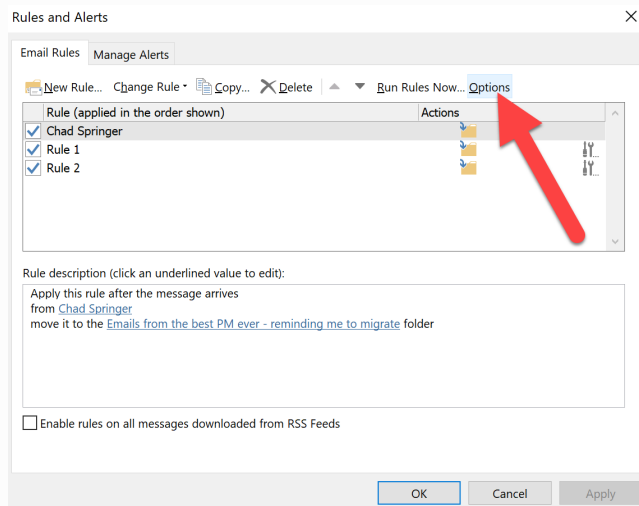 Rules and Alerts
Email Rules Manage Alerts
New Rule... Change Rule Copy... Delete Run Rules Now... Options
Rule (applied in the order shown) Actions
Chad Springer
Rule 1
Rule 2
Rule description (click an underlined value to edit):
Apply this rule after the message arrives
from Chad Springer
move it to the Emails from the best PM ever - reminding me to migrate folder
Enable rules on all messages downloaded from RSS Feeds
OK Cancel Apply